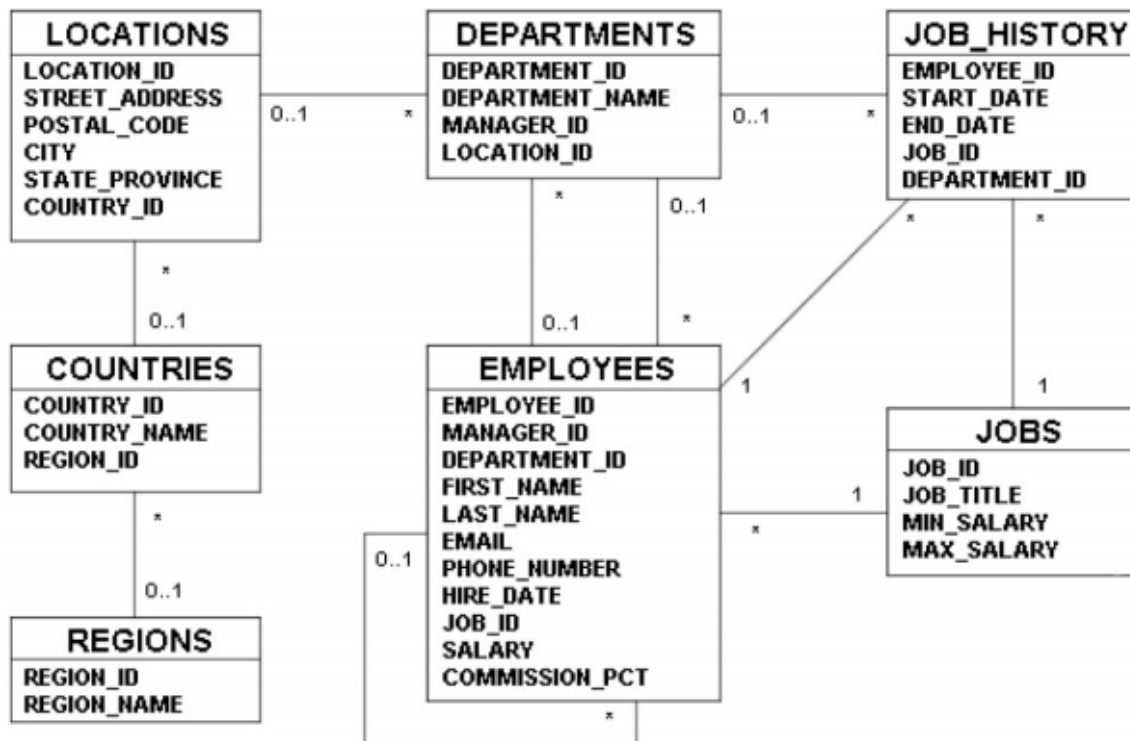 LOCATIONS
LOCATION_ID
STREET_ADDRESS
POSTAL_CODE
CITY
STATE_PROVINCE
COUNTRY_ID
0..1
*
DEPARTMENTS
DEPARTMENT_ID
DEPARTMENT_NAME
MANAGER_ID
LOCATION_ID
0..1
*
JOB_HISTORY
EMPLOYEE_ID
START_DATE
END_DATE
JOB_ID
DEPARTMENT_ID
*
0..1
*
0..1
0..1
*
*
1
*
1
COUNTRIES
COUNTRY_ID
COUNTRY_NAME
REGION_ID
*
0..1
EMPLOYEES
EMPLOYEE_ID
MANAGER_ID
DEPARTMENT_ID
FIRST_NAME
LAST_NAME
EMAIL
PHONE_NUMBER
HIRE_DATE
JOB_ID
SALARY
COMMISSION_PCT
0..1
*
*
1
JOBS
JOB_ID
JOB_TITLE
MIN_SALARY
MAX_SALARY
REGIONS
REGION_ID
REGION_NAME